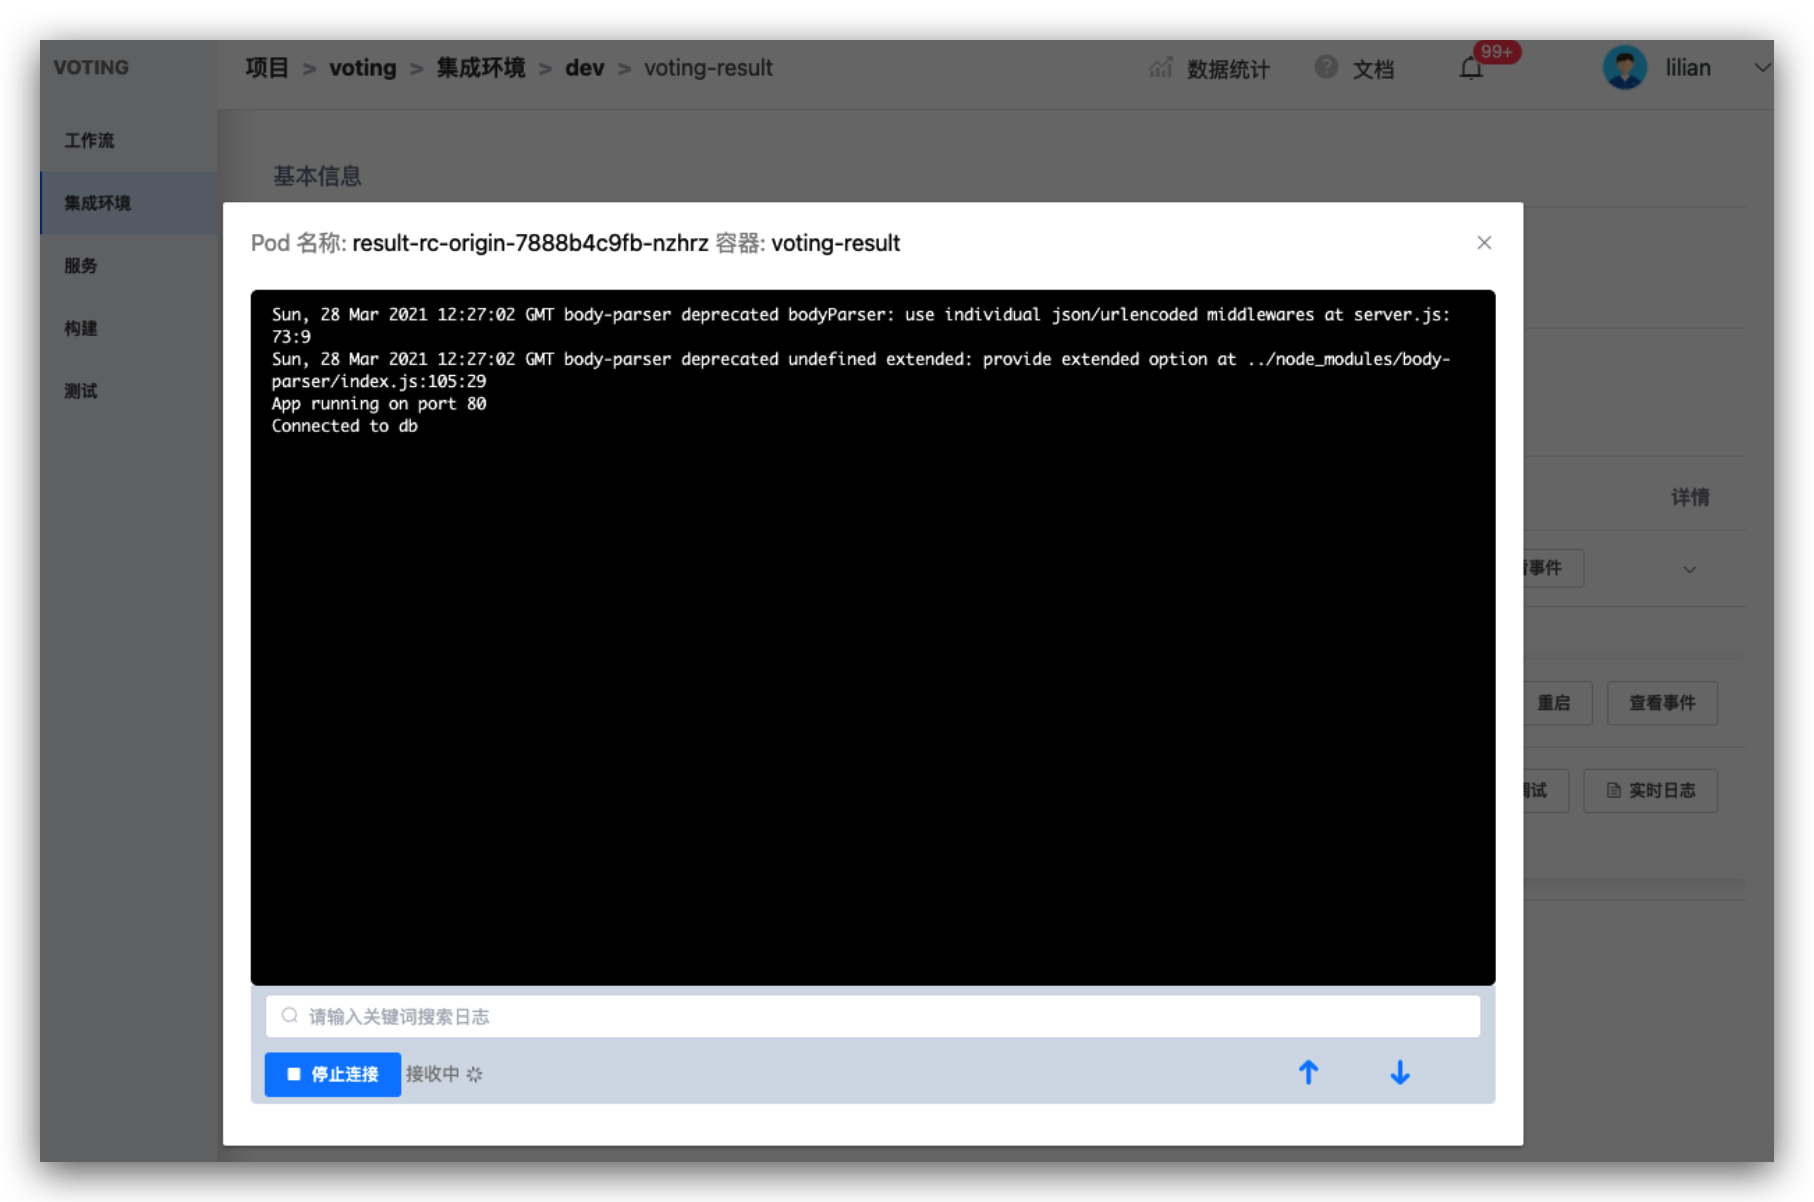 VOTING
项目 > voting > 集成环境 > dev > voting-result
数据统计
文档
99+
lilian
工作流
集成环境
服务
构建
测试
基本信息
Pod 名称: result-rc-origin-7888b4c9fb-nzhrz 容器: voting-result
Sun, 28 Mar 2021 12:27:02 GMT body-parser deprecated bodyParser: use individual json/urlencoded middlewares at server.js:
73:9
Sun, 28 Mar 2021 12:27:02 GMT body-parser deprecated undefined extended: provide extended option at ../node_modules/body-
parser/index.js:105:29
App running on port 80
Connected to db
详情
事件
重启
查看事件
试
实时日志
请输入关键词搜索日志
停止连接
接收中